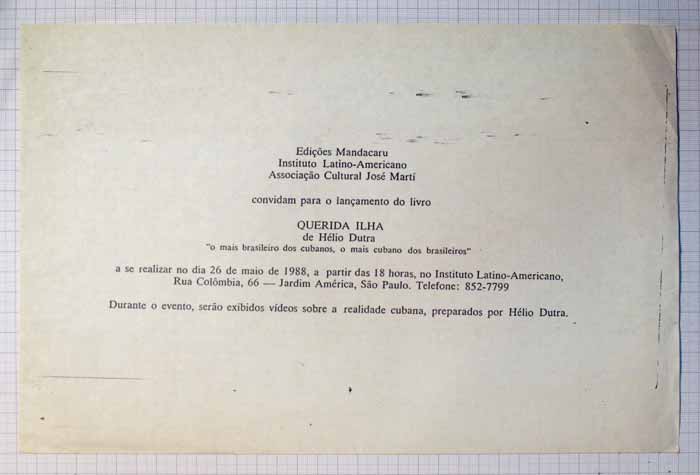 Edições Mandacaru
Instituto Latino-Americano
Associação Cultural José Martí
convidam para o lançamento do livro
QUERIDA ILHA
de Hélio Dutra
"o mais brasileiro dos cubanos, o mais cubano dos brasileiros"
a se realizar no dia 26 de maio de 1988, a partir das 18 horas, no Instituto Latino-Americano,
Rua Colômbia, 66 — Jardim América, São Paulo. Telefone: 852-7799
Durante o evento, serão exibidos vídeos sobre a realidade cubana, preparados por Hélio Dutra.